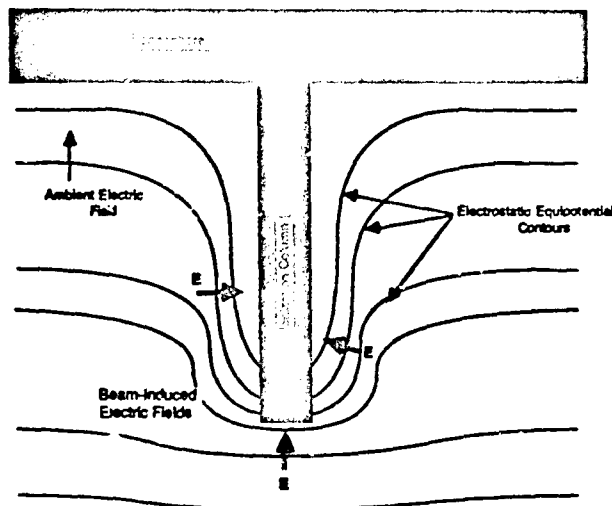 Ambient Electric
Field
Electrostatic Equipotential
Contours
E
E
Beam-Induced
Electric Fields
E